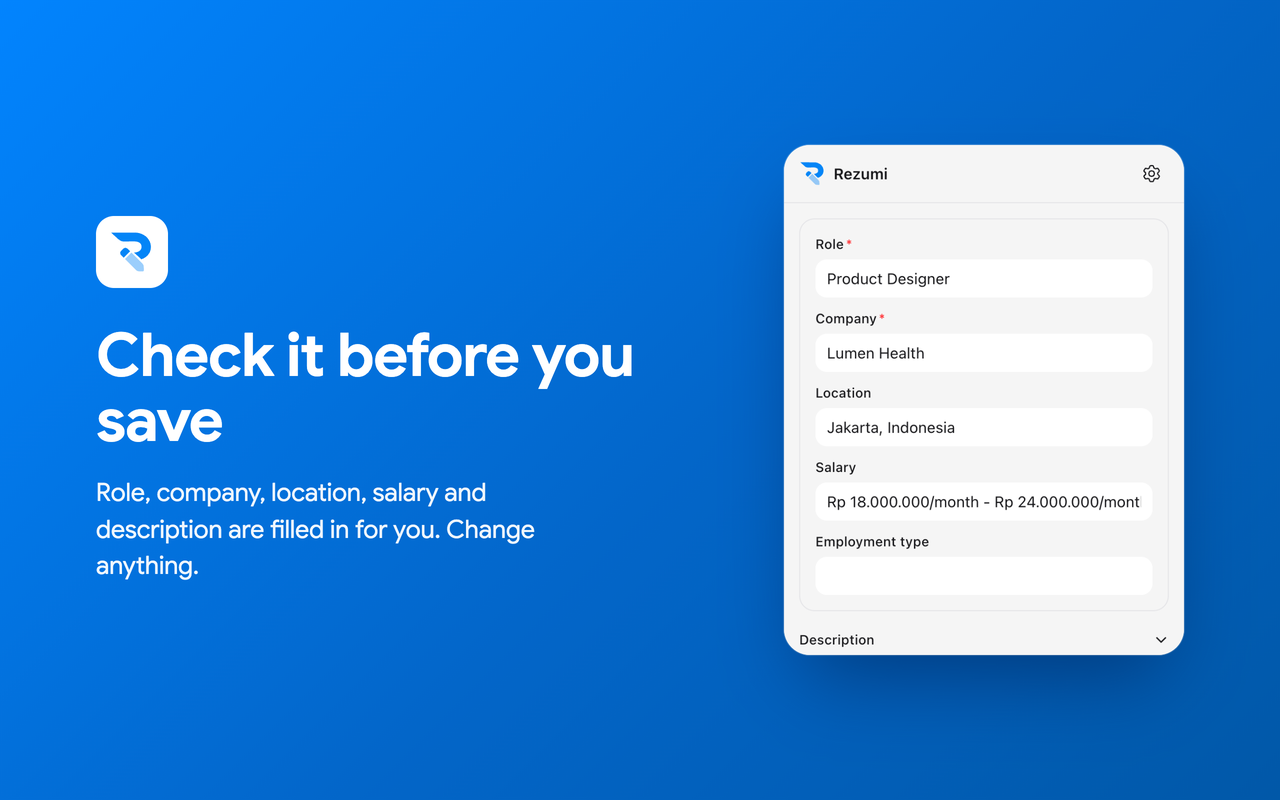 Check it before you
save
Role, company, location, salary and
description are filled in for you. Change
anything.
Rezumi
Role *
Product Designer
Company *
Lumen Health
Location
Jakarta, Indonesia
Salary
Rp 18.000.000/month - Rp 24.000.000/mont
Employment type
Description